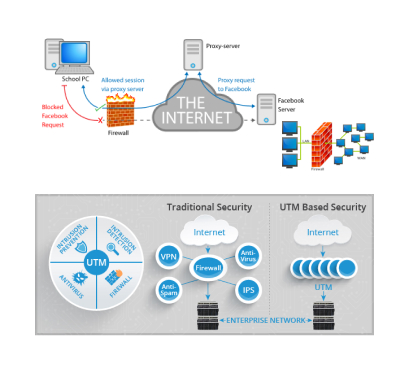 Proxy-server
School PC
Allowed session
via proxy server
Proxy request
to Facebook
THE
INTERNET
Facebook
Server
Blocked
Facebook
Request
Firewall
LAN
Firewall
Traditional Security
UTM Based Security
INTRUSION
PREVENTION
INTRUSION
DETECTION
UTM
ANTIVIRUS
FIREWALL
Internet
VPN
Anti-
Virus
Firewall
Anti-
Spam
IPS
Internet
UTM
ENTERPRISE NETWORK